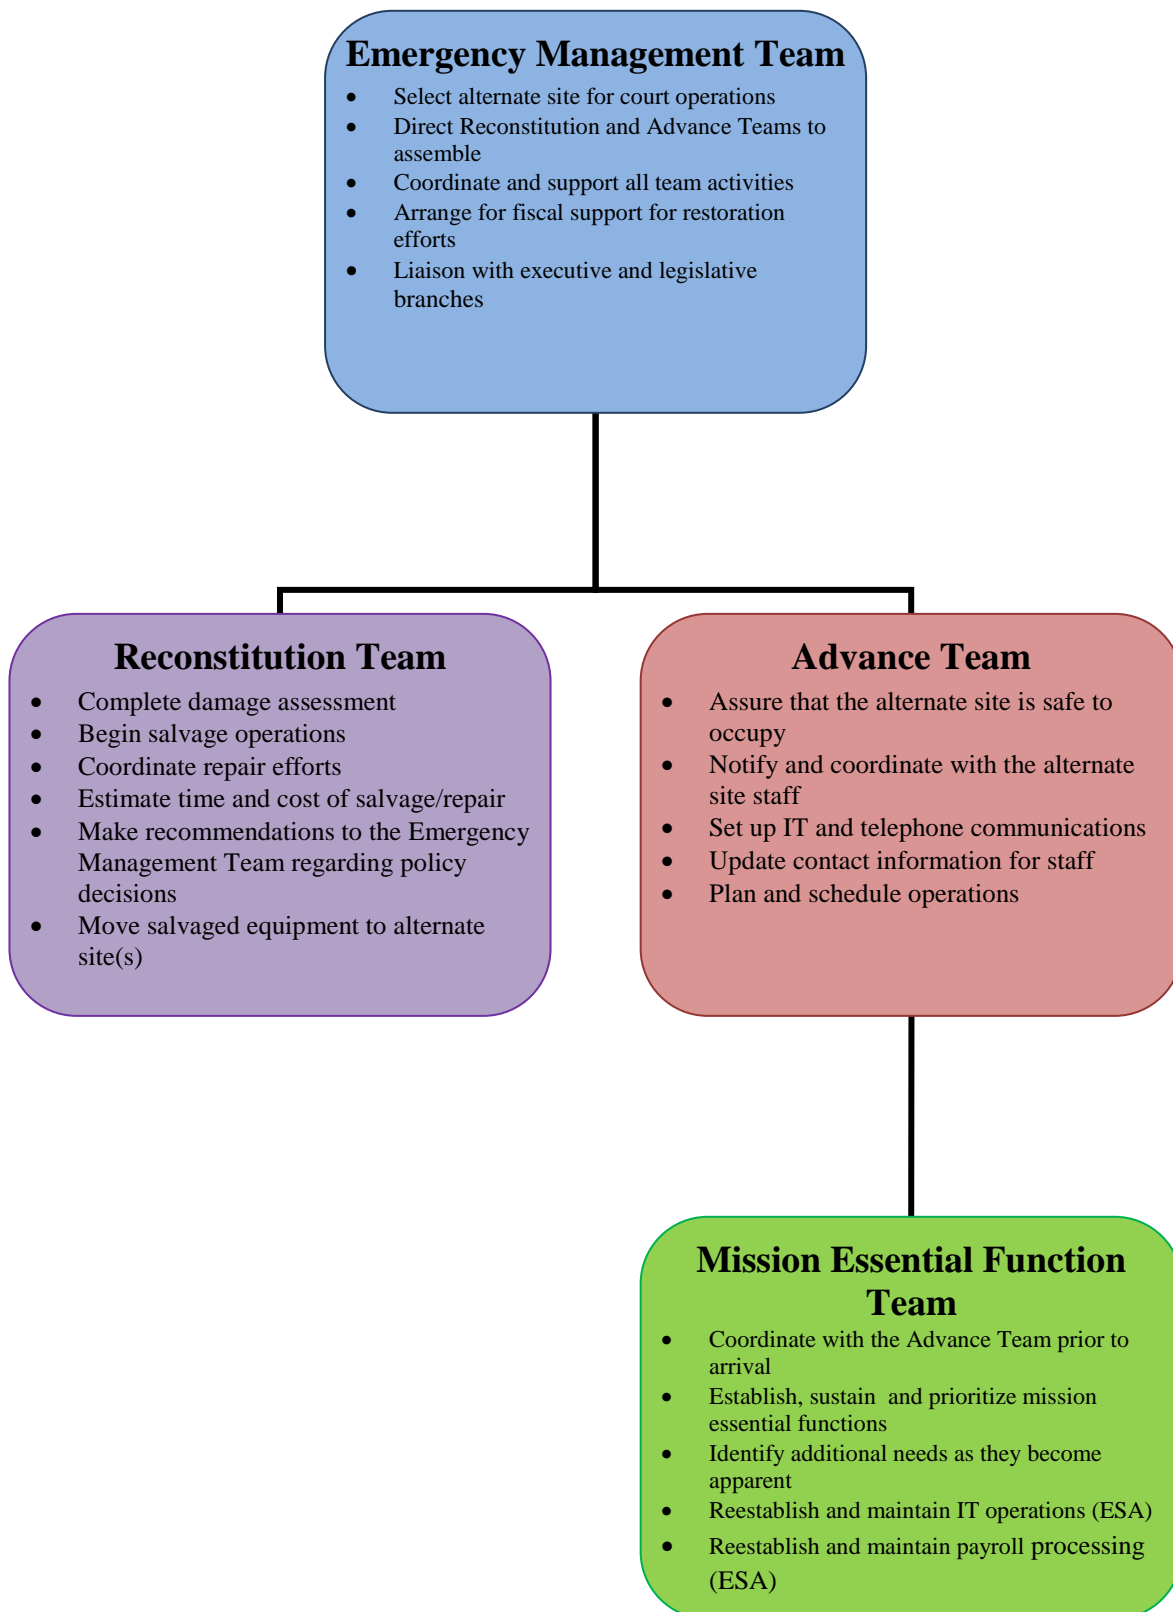 Emergency Management Team
• Select alternate site for court operations
• Direct Reconstitution and Advance Teams to
assemble
• Coordinate and support all team activities
• Arrange for fiscal support for restoration
efforts
• Liaison with executive and legislative
branches
Reconstitution Team
• Complete damage assessment
• Begin salvage operations
• Coordinate repair efforts
• Estimate time and cost of salvage/repair
• Make recommendations to the Emergency
Management Team regarding policy
decisions
• Move salvaged equipment to alternate
site(s)
Advance Team
• Assure that the alternate site is safe to
occupy
• Notify and coordinate with the alternate
site staff
• Set up IT and telephone communications
• Update contact information for staff
• Plan and schedule operations
Mission Essential Function
Team
• Coordinate with the Advance Team prior to
arrival
• Establish, sustain  and prioritize mission
essential functions
• Identify additional needs as they become
apparent
• Reestablish and maintain IT operations (ESA)
• Reestablish and maintain payroll processing
(ESA)